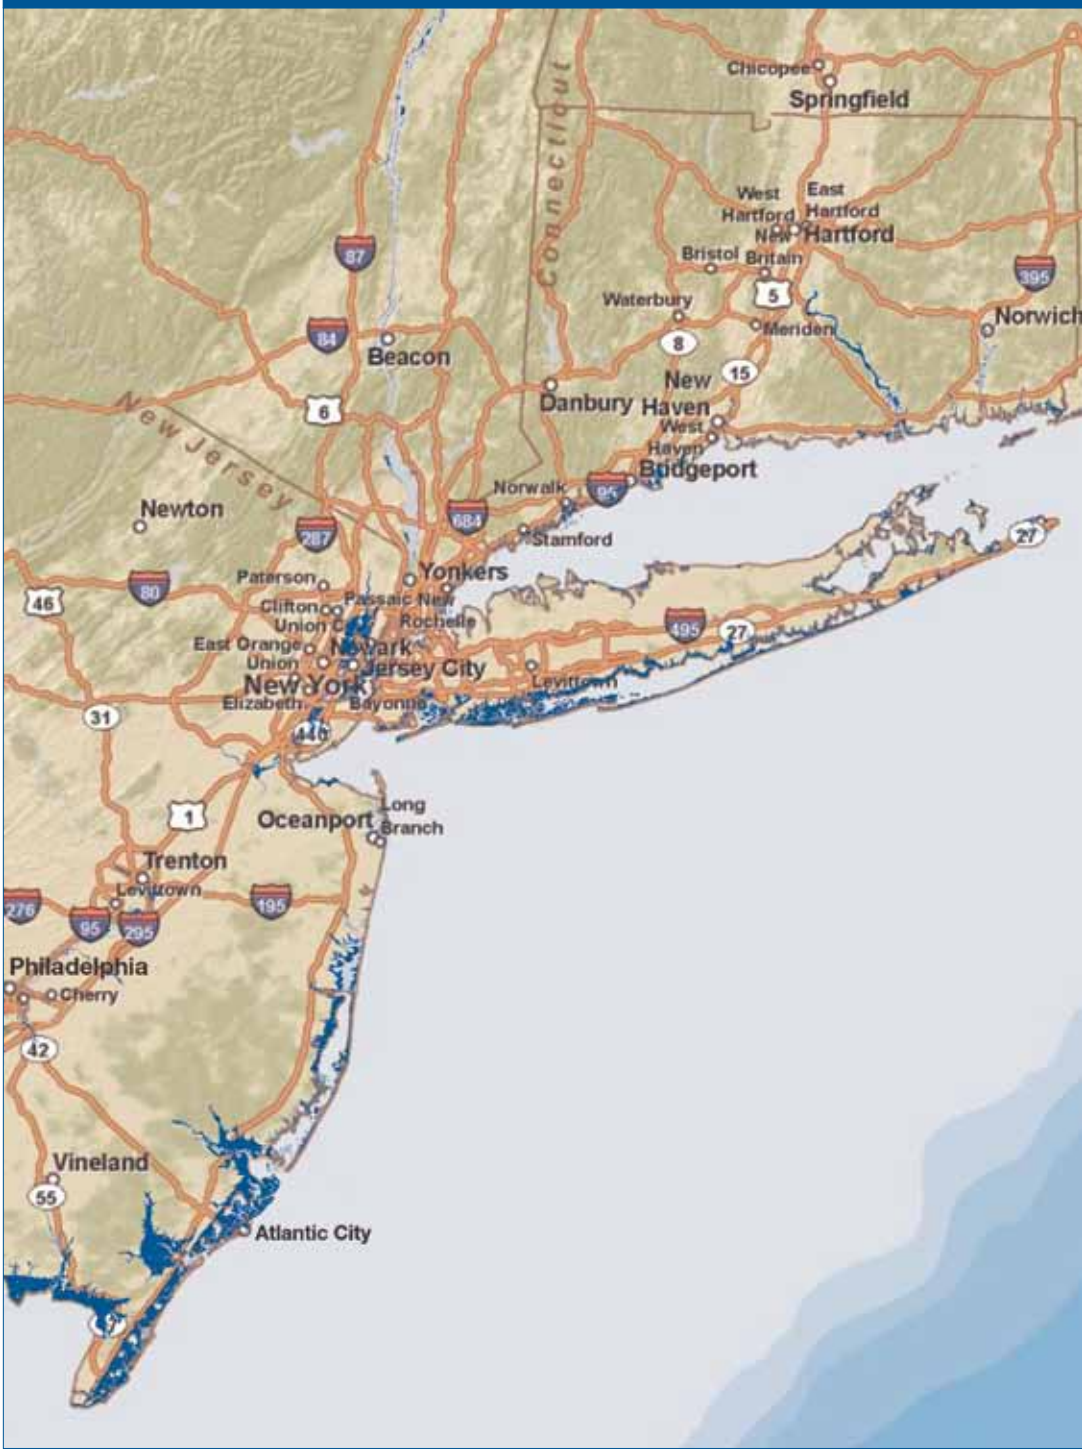 Chicopee
Springfield
Connecticut
West
Hartford
East
Hartford
New
Britain
Hartford
87
Bristol
395
5
Waterbury
Norwich
84
Meriden
8
Beacon
15
6
Danbury
New
Haven
New Jersey
West
Haven
Bridgeport
Norwalk
95
Newton
684
287
Stamford
27
Yonkers
Paterson
80
46
Passaic
New
Rochelle
Clifton
Union C
495
27
East Orange
Newark
Union
Jersey City
Levittown
New York
Elizabeth
Bayonne
31
440
Long
Branch
1
Oceanport
Trenton
Levittown
276
195
95
295
Philadelphia
Cherry
42
Vineland
55
Atlantic City